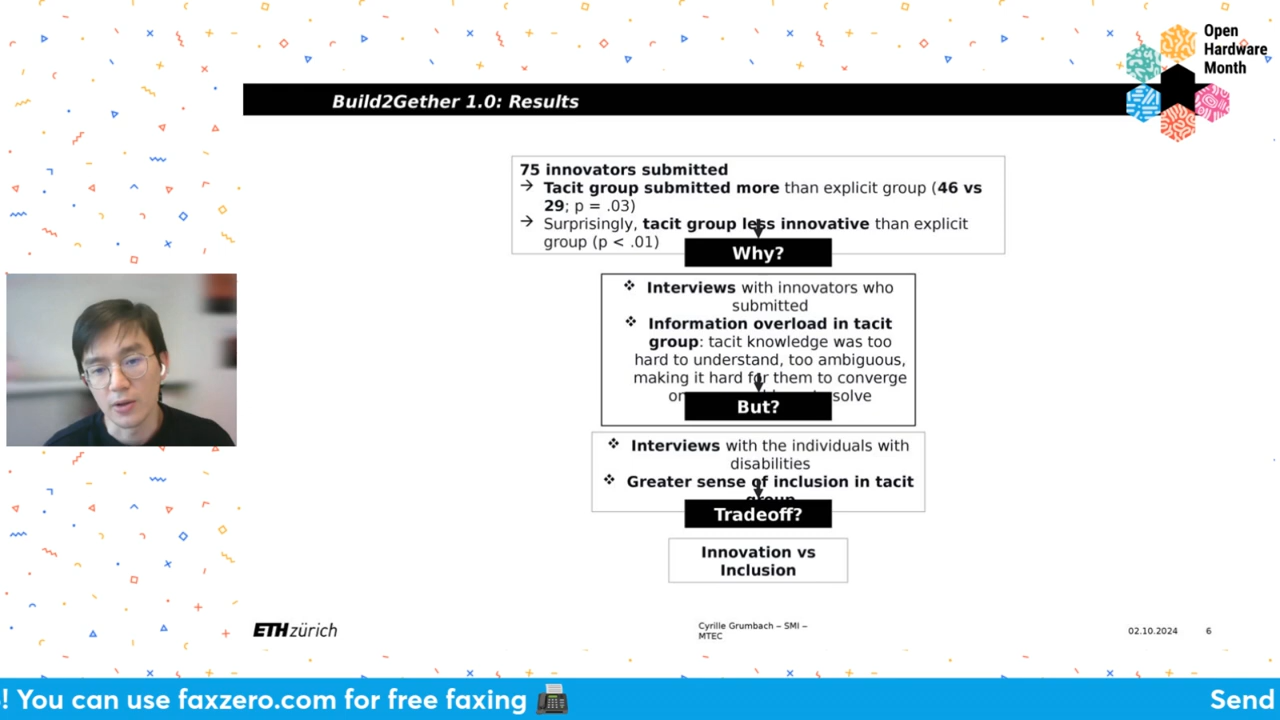 Open
Hardware
Month
Build2Gether 1.0: Results
75 innovators submitted
→ Tacit group submitted more than explicit group (46 vs
29; p = .03)
→ Surprisingly, tacit group less innovative than explicit
group (p < .01)
Why?
❖ Interviews with innovators who
submitted
❖ Information overload in tacit
group: tacit knowledge was too
hard to understand, too ambiguous,
making it hard for them to converge
solve
But?
❖ Interviews with the individuals with
disabilities
❖ Greater sense of inclusion in tacit
group
Tradeoff?
Innovation vs
Inclusion
ETH zürich
Cyrille Grumbach – SMI –
MTEC
02.10.2024
6
! You can use faxzero.com for free faxing 📠
Send